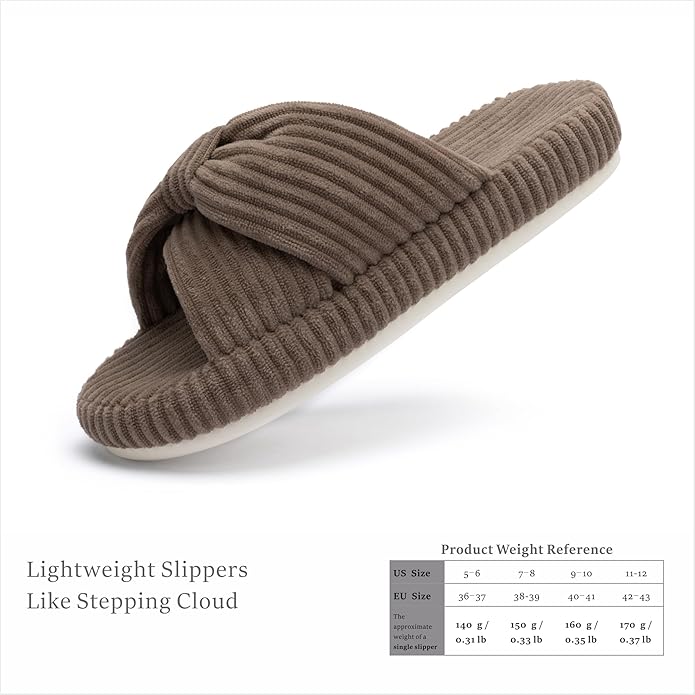 Lightweight Slippers
Like Stepping Cloud
Product Weight Reference
US Size 5-6 7-8 9-10 11-12
EU Size 36-37 38-39 40-41 42-43
The
approximate
weight of a
single slipper
140 g / 150 g / 160 g / 170 g /
0.31 lb 0.33 lb 0.35 lb 0.37 lb